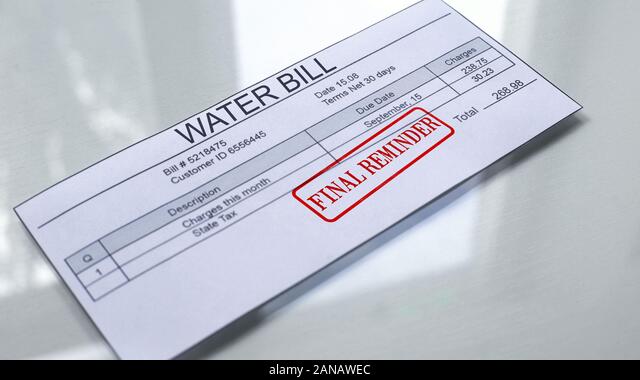 WATER BILL
Bill # 5218475
Customer ID 6556445
Date 15.08
Terms Net 30 days
Q Description Due Date Charges
1 Charges this month September, 15 238.75
State Tax 30.23
Total 268.98
FINAL REMINDER
alamy
Image ID: 2ANAWEC
www.alamy.com